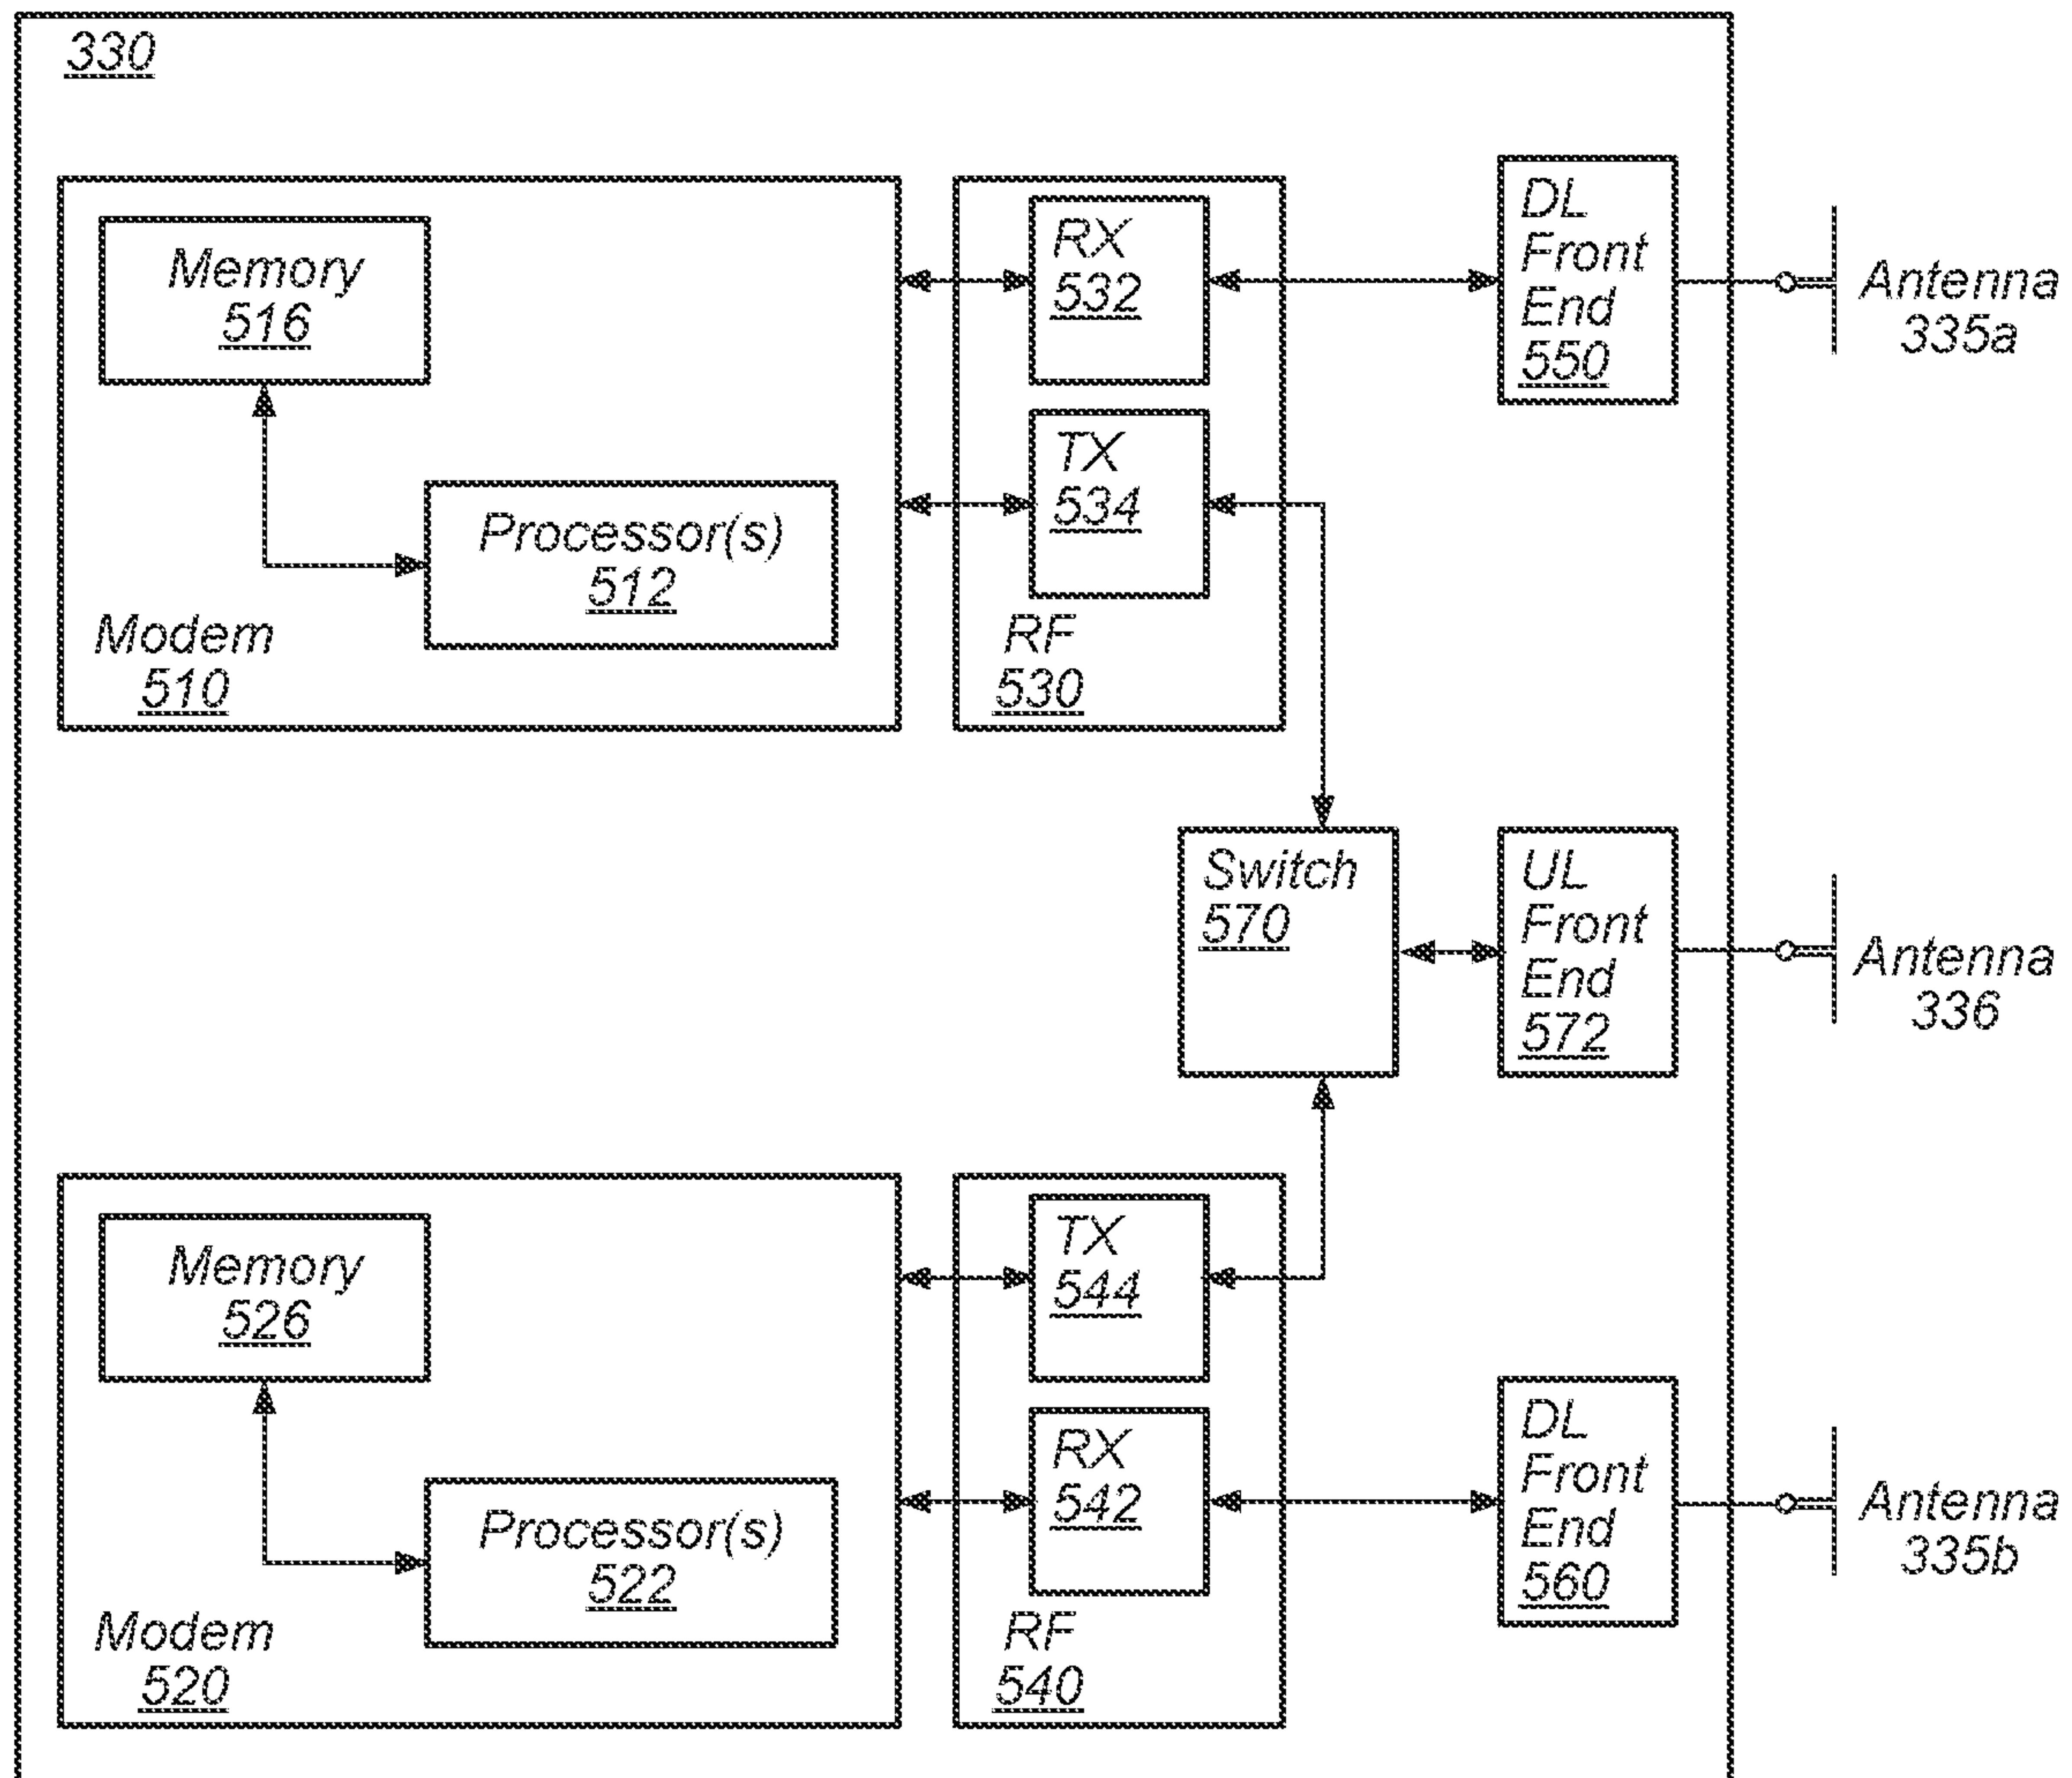 330
Memory
516
Processor(s)
512
Modem
510
RX
532
TX
534
RF
530
DL
Front
End
550
Antenna
335a
Switch
570
UL
Front
End
572
Antenna
336
Memory
526
Processor(s)
522
Modem
520
TX
544
RX
542
RF
540
DL
Front
End
560
Antenna
335b